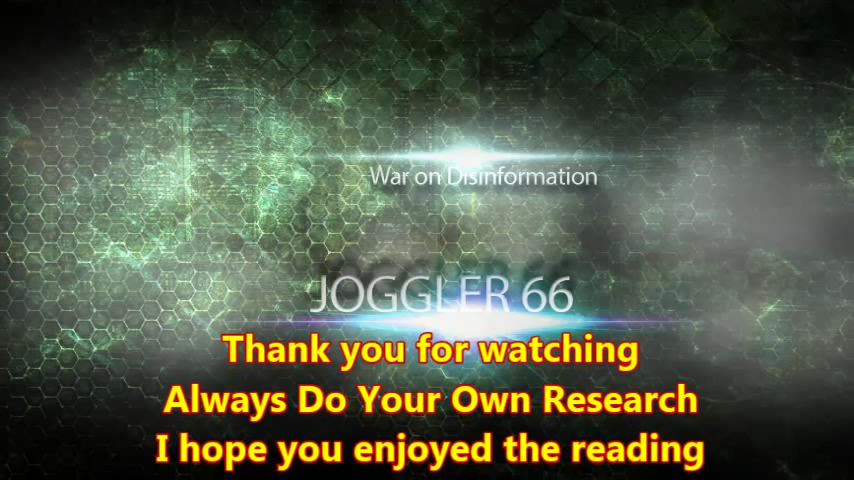 War on Disinformation
JOGGLER 66
Thank you for watching
Always Do Your Own Research
I hope you enjoyed the reading